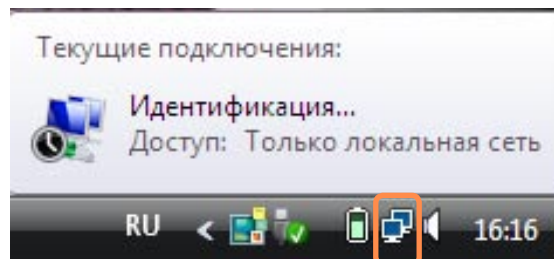 Текущие подключения:
Идентификация...
Доступ: Только локальная сеть
RU < 16:16